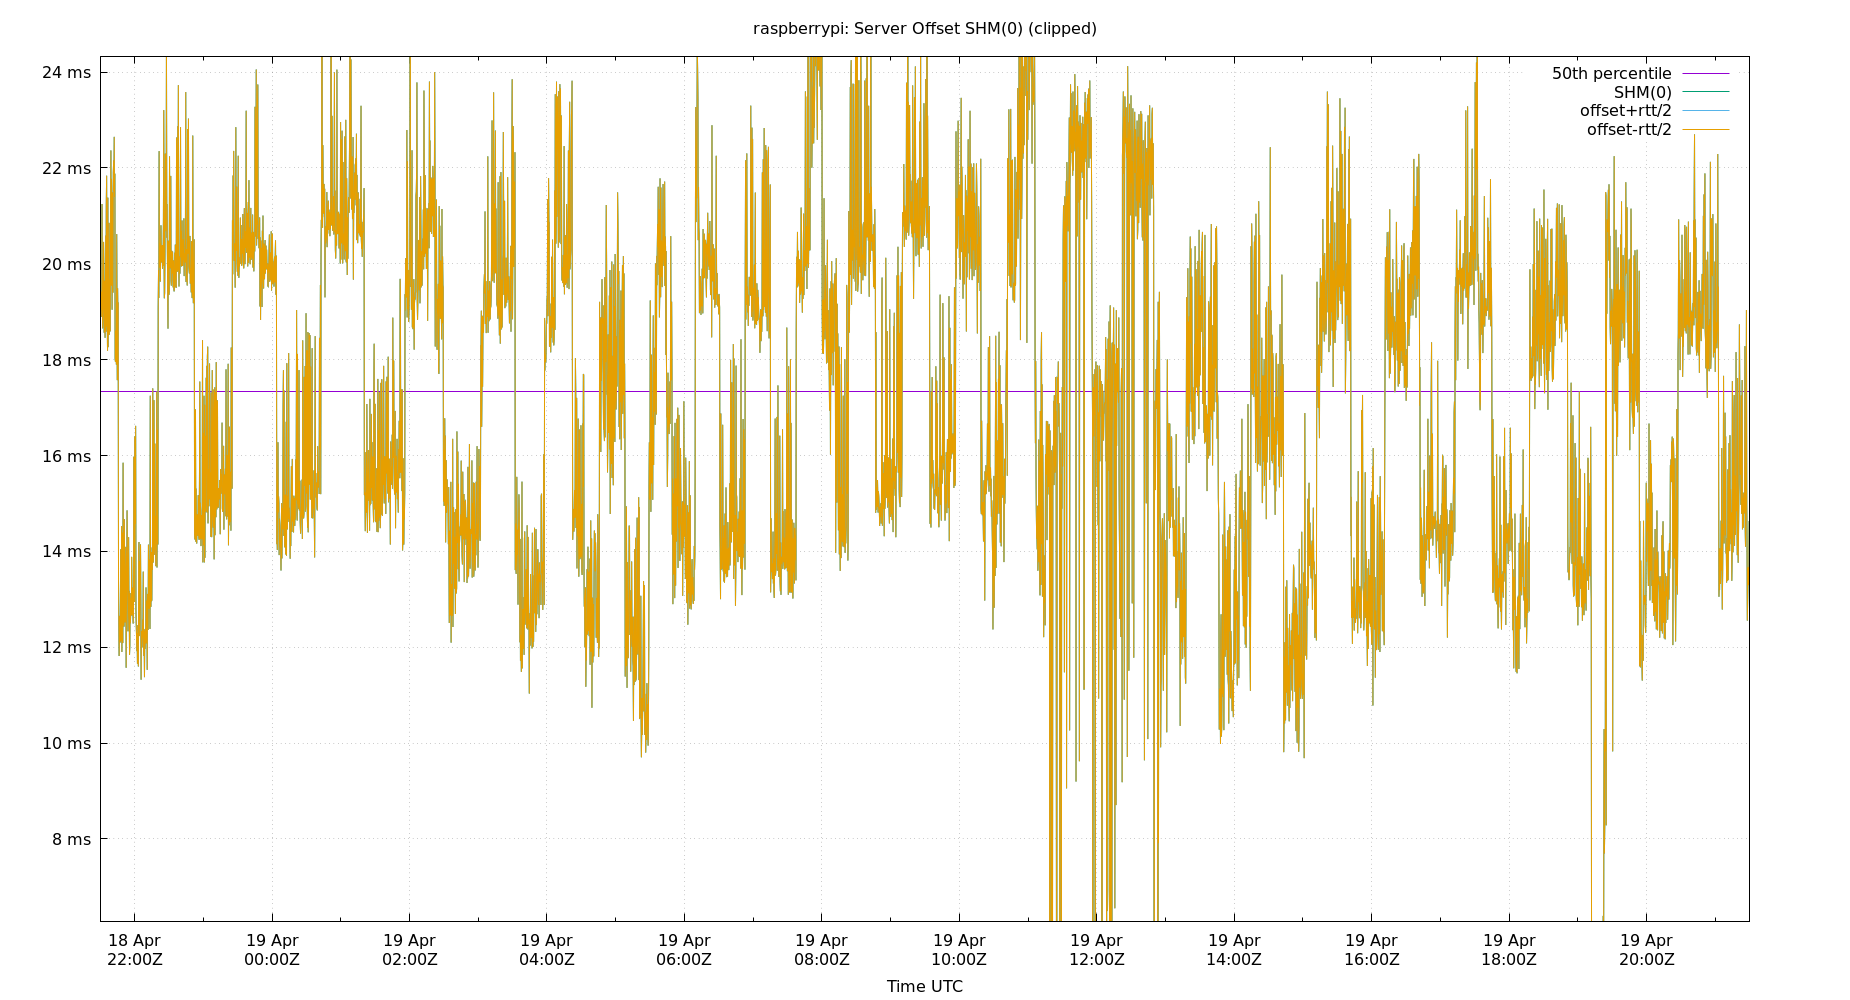 raspberrypi: Server Offset SHM(0) (clipped)
24 ms
22 ms
20 ms
18 ms
16 ms
14 ms
12 ms
10 ms
8 ms
50th percentile
SHM(0)
offset+rtt/2
offset-rtt/2
18 Apr 19 Apr 19 Apr 19 Apr 19 Apr 19 Apr 19 Apr 19 Apr 19 Apr 19 Apr 19 Apr 19 Apr
22:00Z 00:00Z 02:00Z 04:00Z 06:00Z 08:00Z 10:00Z 12:00Z 14:00Z 16:00Z 18:00Z 20:00Z
Time UTC